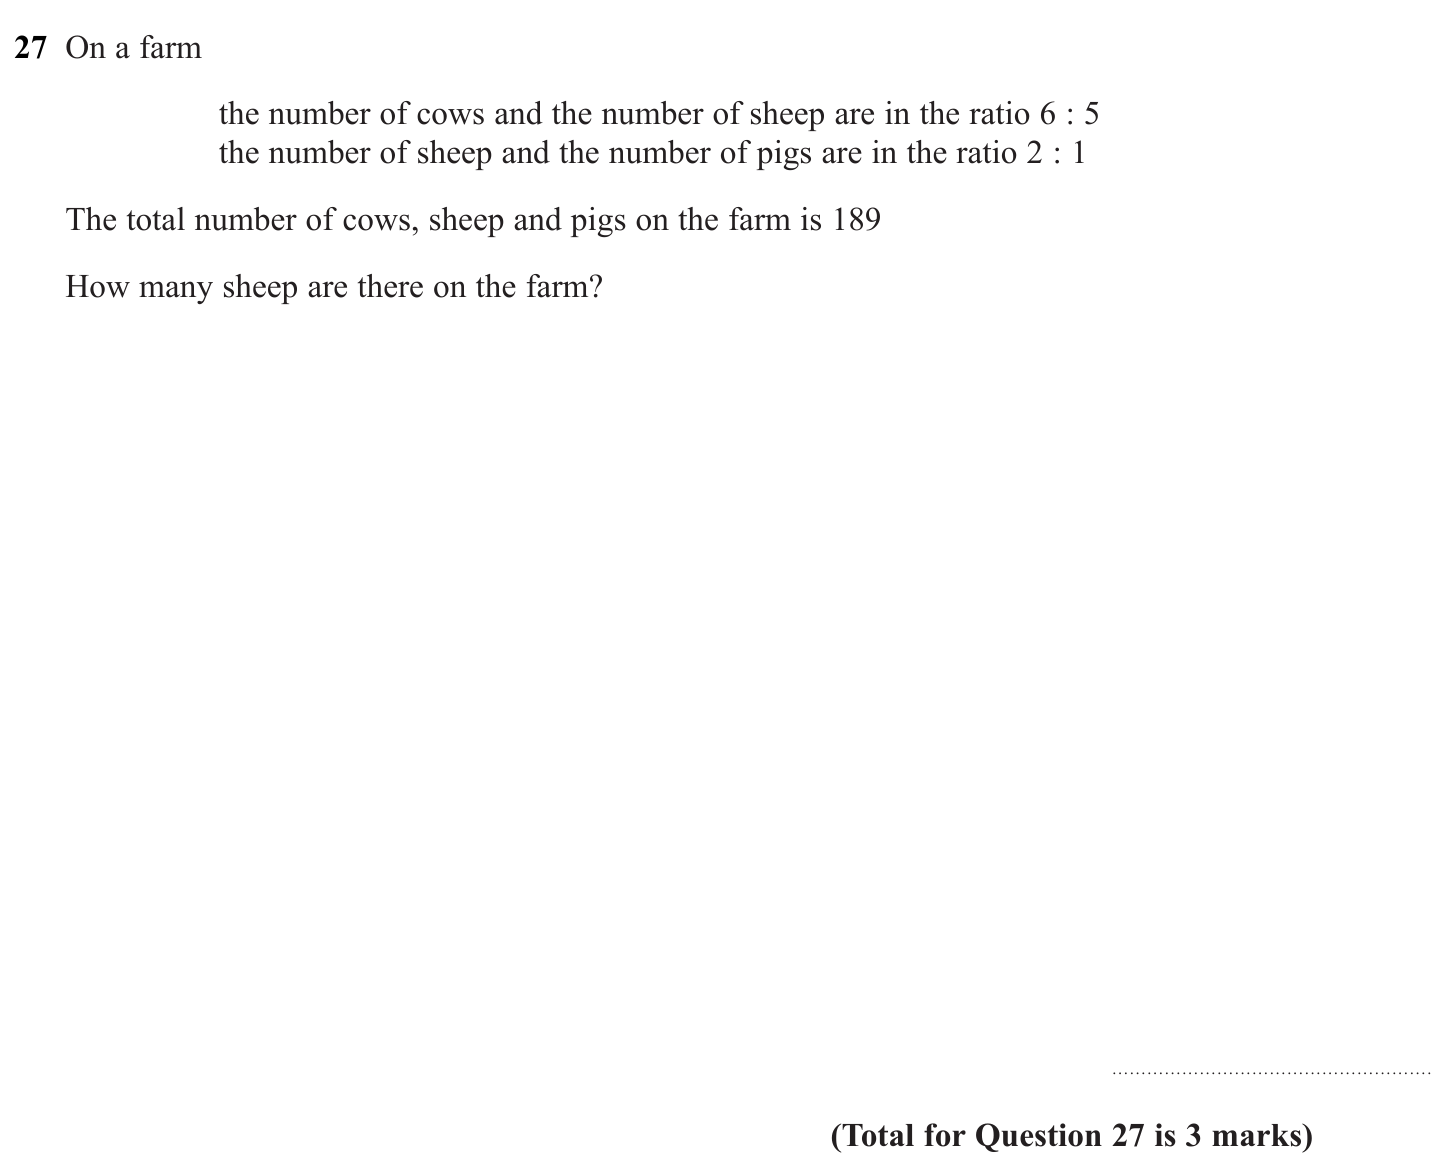 27 On a farm
the number of cows and the number of sheep are in the ratio 6 : 5
the number of sheep and the number of pigs are in the ratio 2 : 1
The total number of cows, sheep and pigs on the farm is 189
How many sheep are there on the farm?
(Total for Question 27 is 3 marks)